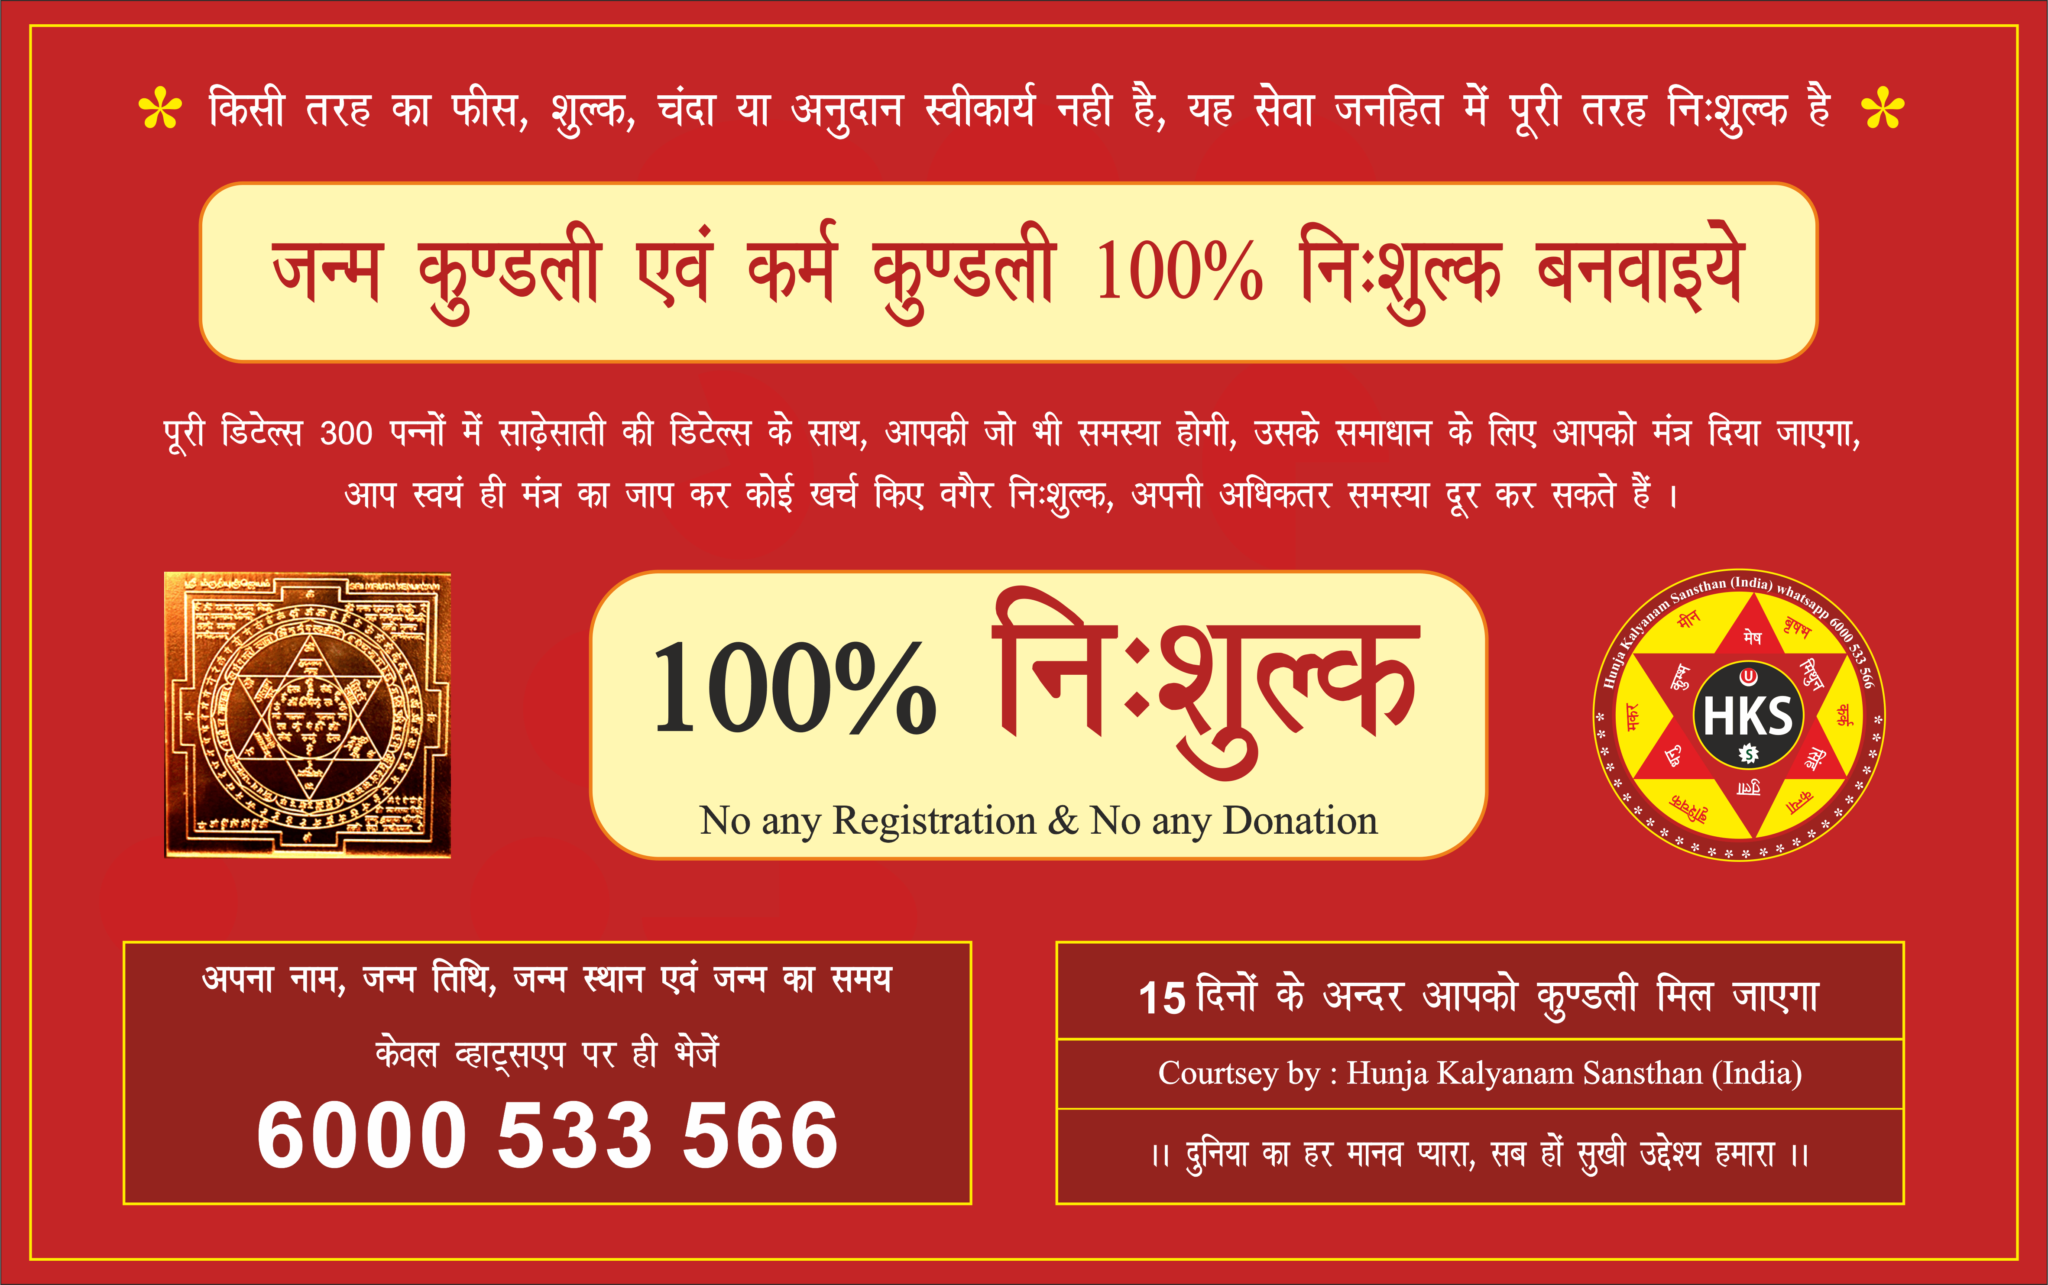 * किसी तरह का फीस, शुल्क, चंदा या अनुदान स्वीकार्य नही है, यह सेवा जनहित में पूरी तरह निःशुल्क है *
जन्म कुण्डली एवं कर्म कुण्डली 100% निःशुल्क बनवाइये
पूरी डिटेल्स 300 पन्नों में साढ़ेसाती की डिटेल्स के साथ, आपकी जो भी समस्या होगी, उसके समाधान के लिए आपको मंत्र दिया जाएगा,
आप स्वयं ही मंत्र का जाप कर कोई खर्च किए वगैर निःशुल्क, अपनी अधिकतर समस्या दूर कर सकते हैं ।
100% निःशुल्क
No any Registration & No any Donation
Hunja Kalyanam Sansthan (India) whatsapp 6000 533 566
मेष
बृषभ
मिथुन
कर्क
सिंह
कन्या
तुला
बृश्चिक
धनु
मकर
कुम्भ
मीन
U
HKS
S
अपना नाम, जन्म तिथि, जन्म स्थान एवं जन्म का समय
केवल व्हाट्सएप पर ही भेजें
6000 533 566
15 दिनों के अन्दर आपको कुण्डली मिल जाएगा
Courtsey by : Hunja Kalyanam Sansthan (India)
।। दुनिया का हर मानव प्यारा, सब हों सुखी उद्देश्य हमारा ।।